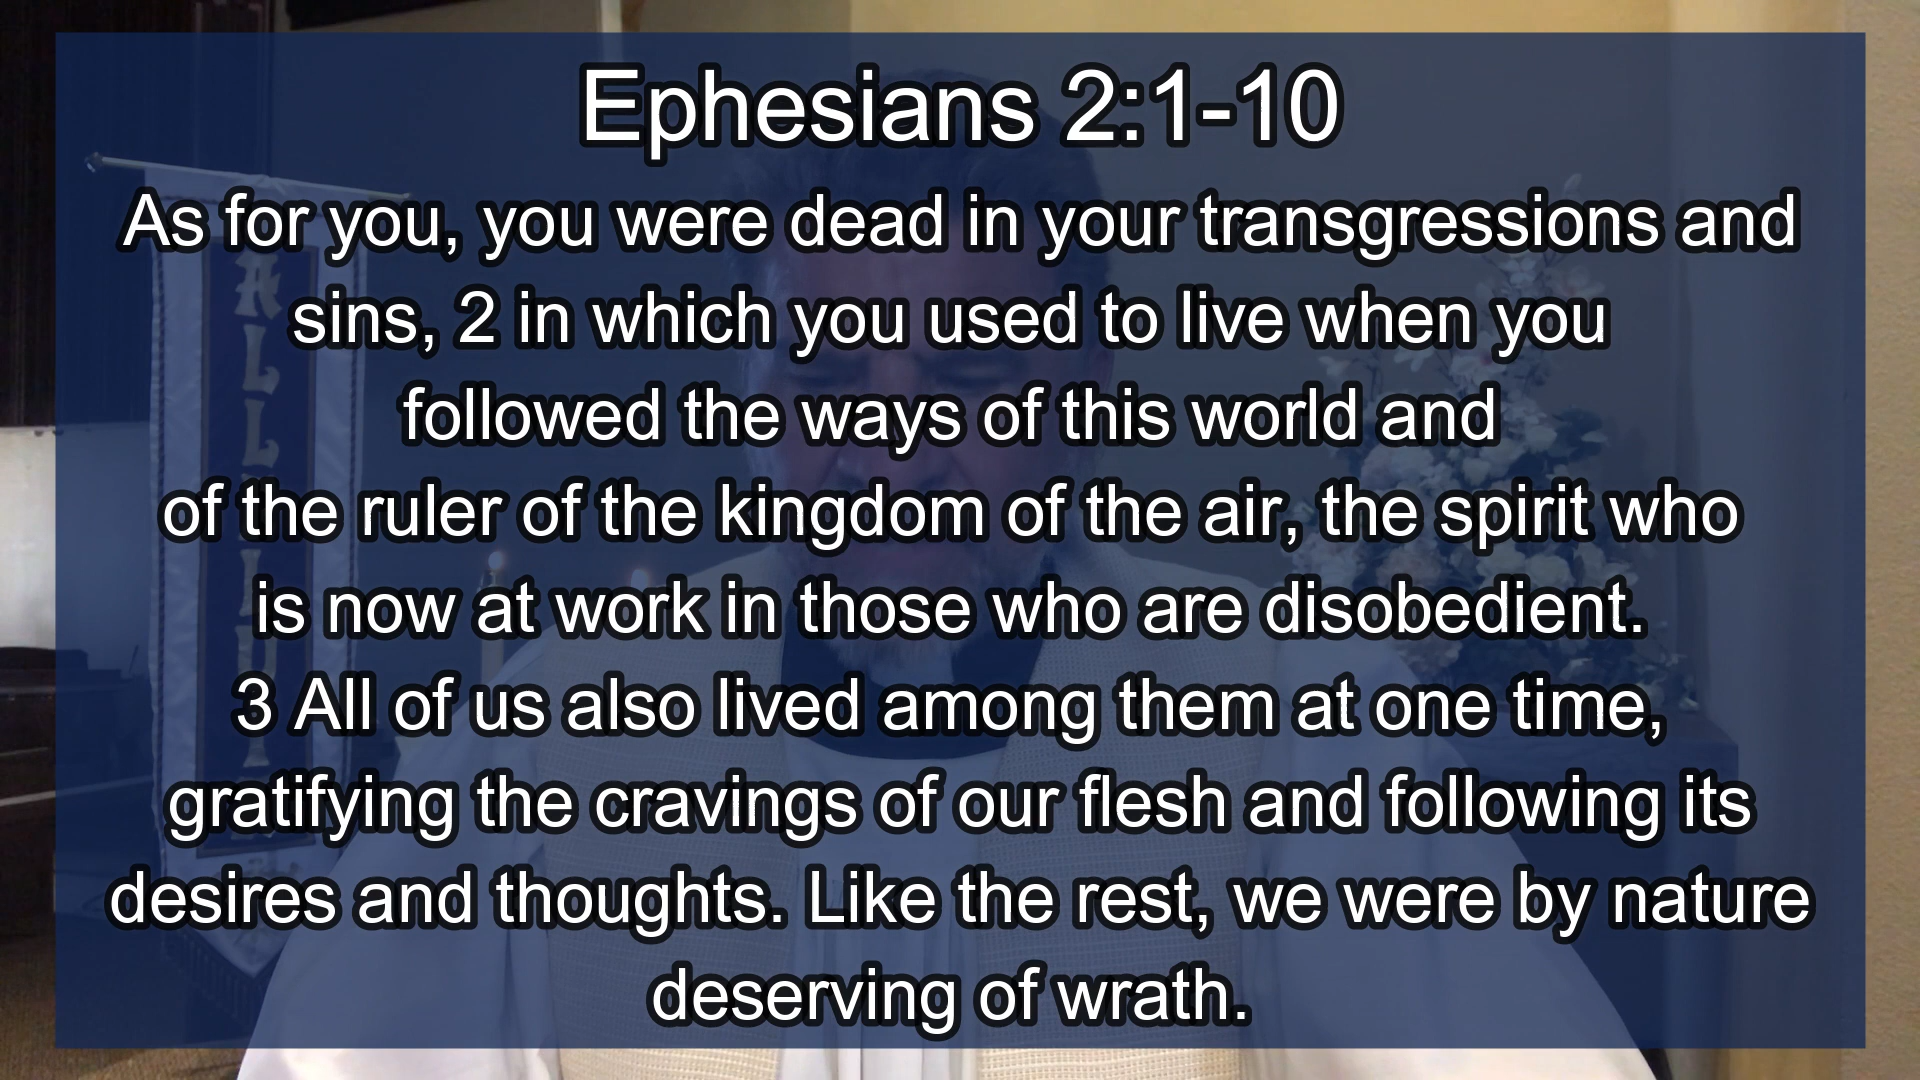 Ephesians 2:1-10
As for you, you were dead in your transgressions and
sins, 2 in which you used to live when you
followed the ways of this world and
of the ruler of the kingdom of the air, the spirit who
is now at work in those who are disobedient.
3 All of us also lived among them at one time,
gratifying the cravings of our flesh and following its
desires and thoughts. Like the rest, we were by nature
deserving of wrath.